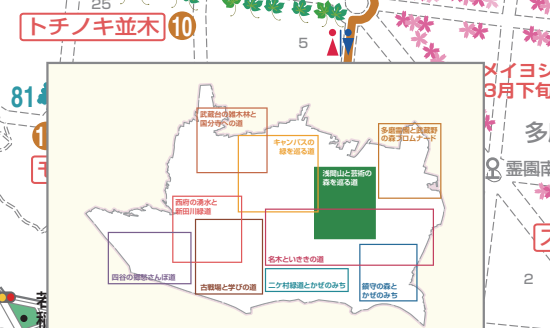 25
トチノキ並木 10
5
メイヨシ
3月下旬
81
多
霊園南
2
武蔵台の雑木林と
国分寺の道
キャンパスの
緑を巡る道
多磨霊園と武蔵野
の森プロムナード
浅間山と芸術の
森を巡る道
西府の湧水と
新田川緑道
名木といききの道
四谷の郷愁さんぽ道
古戦場と学びの道
二ケ村緑道とかぜのみち
鎮守の森と
かぜのみち